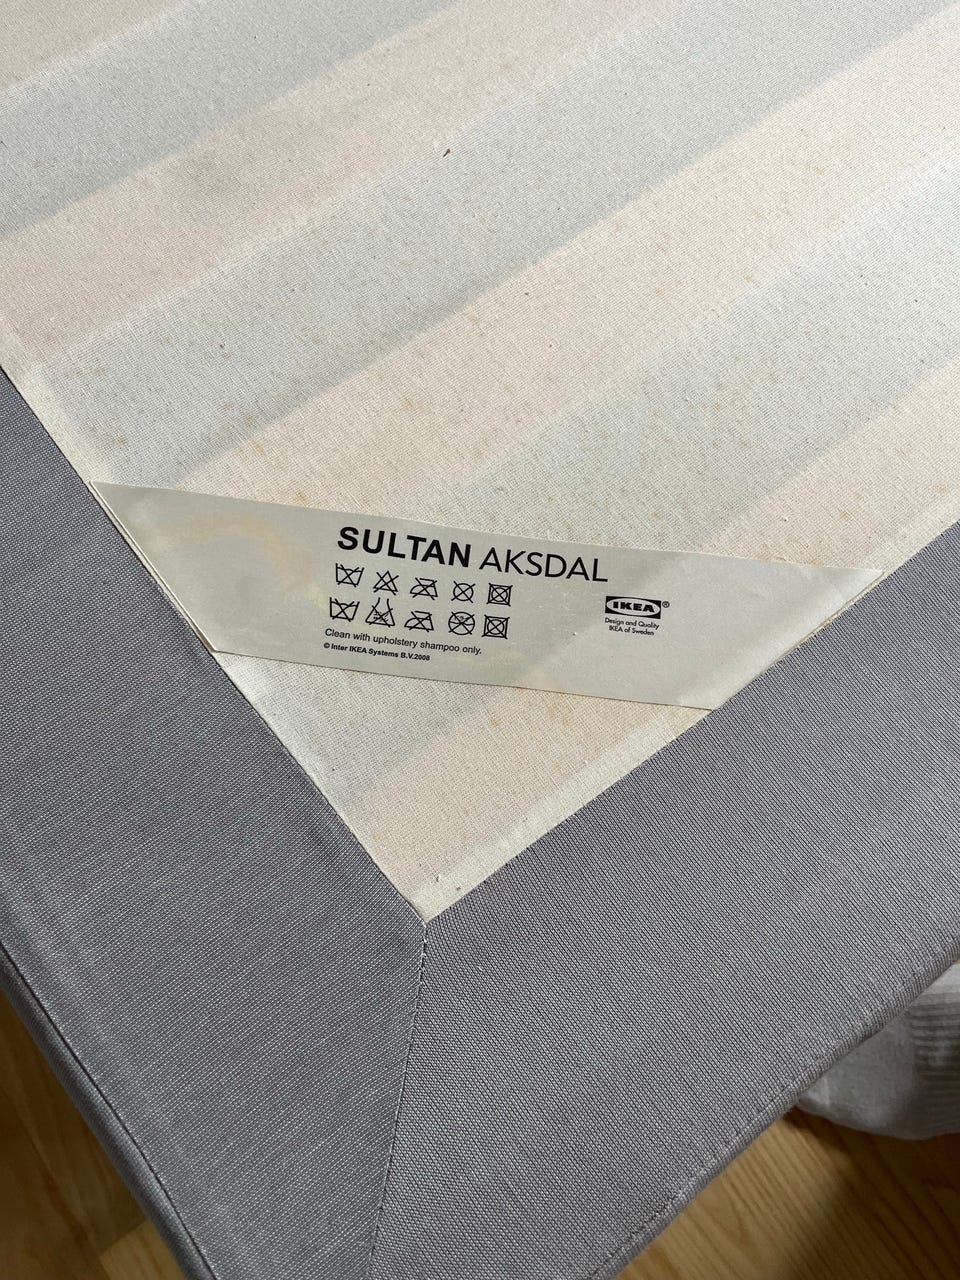 SULTAN AKSDAL
Clean with upholstery shampoo only.
© Inter IKEA Systems B.V.2008
IKEA®
Design and Quality
IKEA of Sweden